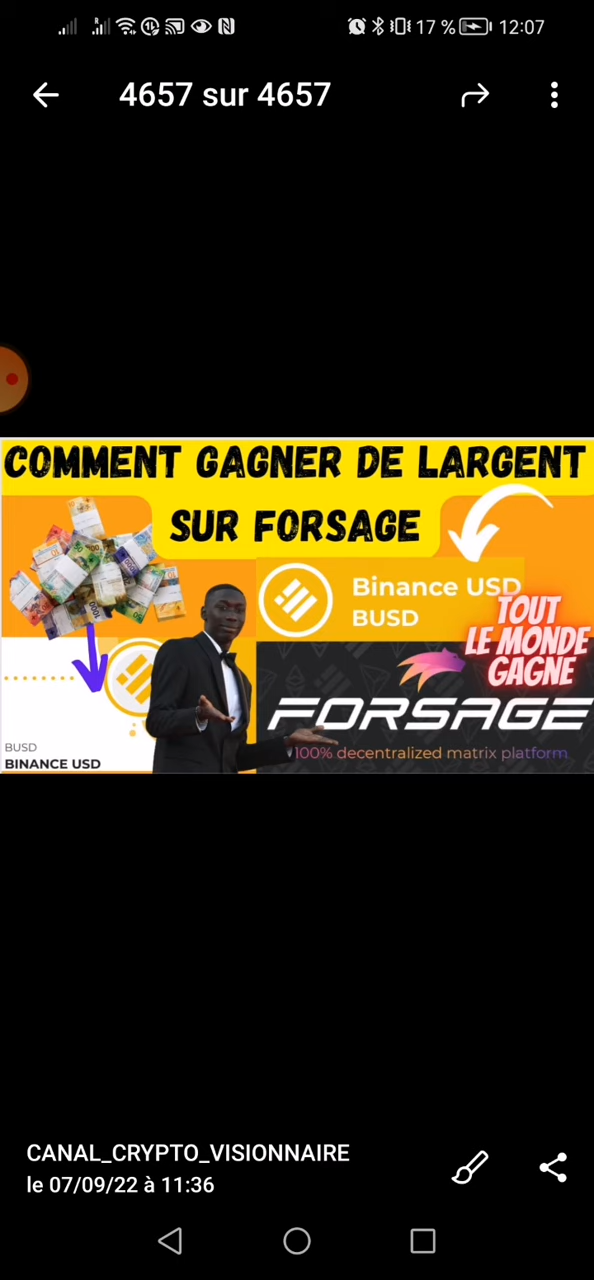 17 % 12:07
4657 sur 4657
COMMENT GAGNER DE LARGENT
SUR FORSAGE
Binance USD
BUSD
TOUT
LE MONDE
GAGNE
FORSAGE
100% decentralized matrix platform
BUSD
BINANCE USD
CANAL_CRYPTO_VISIONNAIRE
le 07/09/22 à 11:36